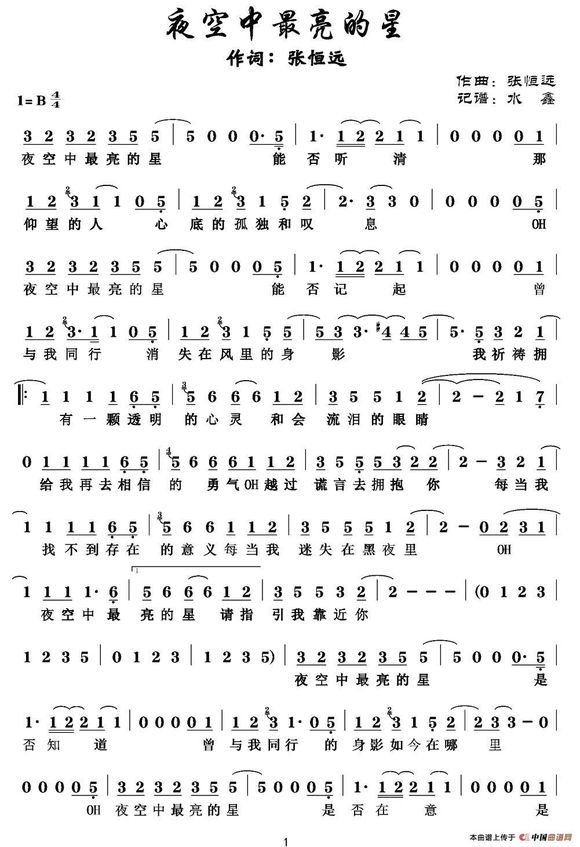 夜空中最亮的星
作词：张恒远
作曲：张恒远
1=B 4/4
记谱：水 鑫
3 2 3 2 3 5 5 | 5 0 0 0· 5 | 1· 1 2 2 1 1 | 0 0 0 0 1 |
夜空中最亮的星 能 否听 清 那
1 2 3 1 1 0 5 | 1 2 3 1 5 2 | 2· 3 3 0 | 0 0 0 0 1 |
仰望的人 心 底的孤独和叹 息 OH
3 2 3 2 3 5 5 | 5 0 0 0 5 | 1· 1 2 2 1 1 | 0 0 0 0 1 |
夜空中最亮的星 能 否记 起 曾
1 2 3· 1 1 0 5 | 1 2 3 1 5 1 5 | 5 3 3· 4 4 5 | 5· 5 3 2 1 |
与我同行 消 失在风里的身 影 我祈祷拥
1 1 1 1 6 5 | 5 6 6 6 1 2 | 3 5 5 5 1 2 | 2 - 2 1 7 |
有一颗透明 的心灵 和会 流泪的眼睛
0 1 1 1 1 6 5 | 5 6 6 6 6 1 1 2 | 3 5 5 5 3 2 2 | 2 - 3 2 1 |
给我再去相信 的 勇气OH越过 谎言去拥抱 你 每当我
1 1 1 1 6 5 | 5 6 6 6 1 1 2 | 3 5 5 5 1 2 | 2 - 0 2 3 1 |
找不到存在 的意义每当我 迷失在黑夜里 OH
1 1 1· 6 | 5 6 6 6 1 2 | 3 5 5 3 2 | 2 - - - | (0 1 2 3 |
夜空中 最 亮的星 请指 引我靠近你
1 2 3 5 | 0 1 2 3 | 1 2 3 5) | 3 2 3 2 3 5 5 | 5 0 0 0 5 |
夜空中最亮的星 是
1· 1 2 2 1 1 | 0 0 0 0 1 | 1 2 3· 1 1 0 5 | 1 2 3 1 5 5 2 | 2· 3 3 0 |
否知 道 曾 与我同行 的 身影如今在哪 里
0 0 0 0 5 | 3 2 3 2 3 5 5 | 5 0 0 0 5 | 1· 1 2 2 1 1 | 0 0 0 0 5 |
OH 夜空中最亮的星 是 否在 意 是
1
本曲谱上传于 中国曲谱网